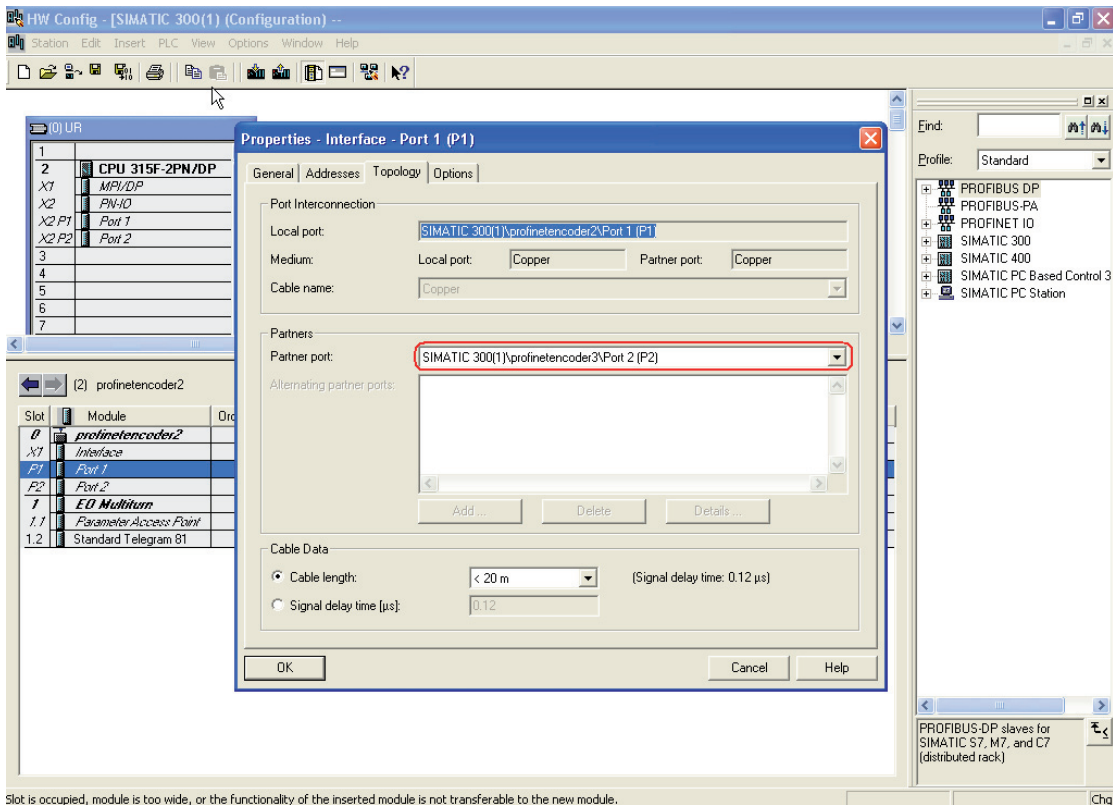 HW Config - [SIMATIC 300(1) (Configuration) --
Station Edit Insert PLC View Options Window Help
(0) UR
1
2 CPU 315F-2PN/DP
X1 MPI/DP
X2 PN-IO
X2 P1 Port 1
X2 P2 Port 2
3
4
5
6
7
Properties - Interface - Port 1 (P1)
General Addresses Topology Options
Port Interconnection
Local port: SIMATIC 300(1)\profinetencoder2\Port 1 (P1)
Medium: Local port: Copper Partner port: Copper
Cable name: Copper
Partners
Partner port: SIMATIC 300(1)\profinetencoder3\Port 2 (P2)
Alternating partner ports:
Add ... Delete Details ...
Cable Data
Cable length: < 20 m (Signal delay time: 0.12 µs)
Signal delay time [µs]: 0.12
OK Cancel Help
(2) profinetencoder2
Slot Module Orc
0 profinetencoder2
X1 Interface
P1 Port 1
P2 Port 2
1 EO Multiturn
1.1 Parameter Access Point
1.2 Standard Telegram 81
Find:
Profile: Standard
PROFIBUS DP
PROFIBUS-PA
PROFINET IO
SIMATIC 300
SIMATIC 400
SIMATIC PC Based Control 3
SIMATIC PC Station
PROFIBUS-DP slaves for
SIMATIC S7, M7, and C7
(distributed rack)
Slot is occupied, module is too wide, or the functionality of the inserted module is not transferable to the new module.
Chg